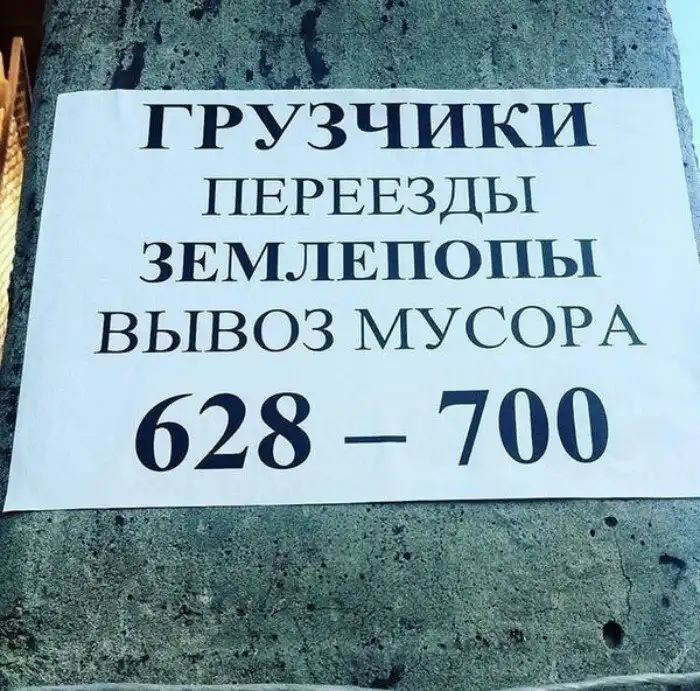 ГРУЗЧИКИ
ПЕРЕЕЗДЫ
ЗЕМЛЕПОПЫ
ВЫВОЗ МУСОРА
628 – 700